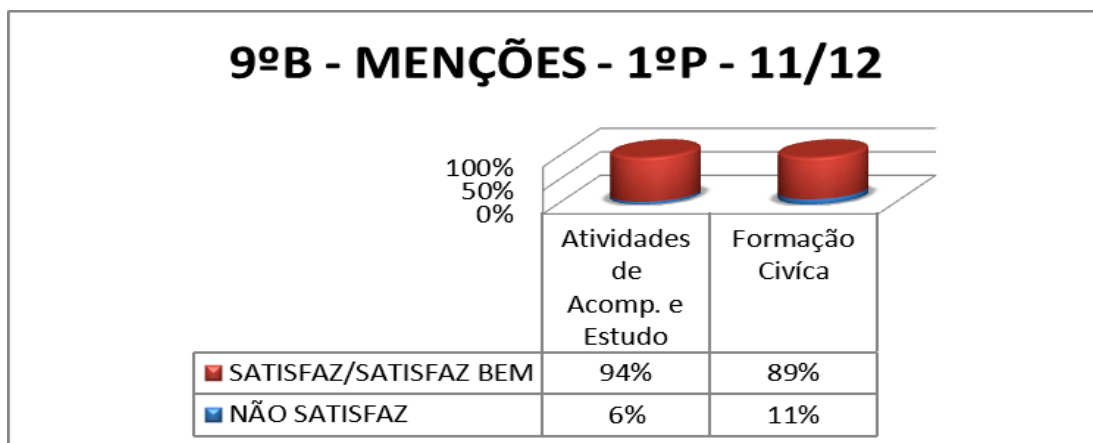 9ºB - MENÇÕES - 1ºP - 11/12
100%
50%
0%
Atividades
de
Acomp. e
Estudo
Formação
Civíca
SATISFAZ/SATISFAZ BEM 94% 89%
NÃO SATISFAZ 6% 11%